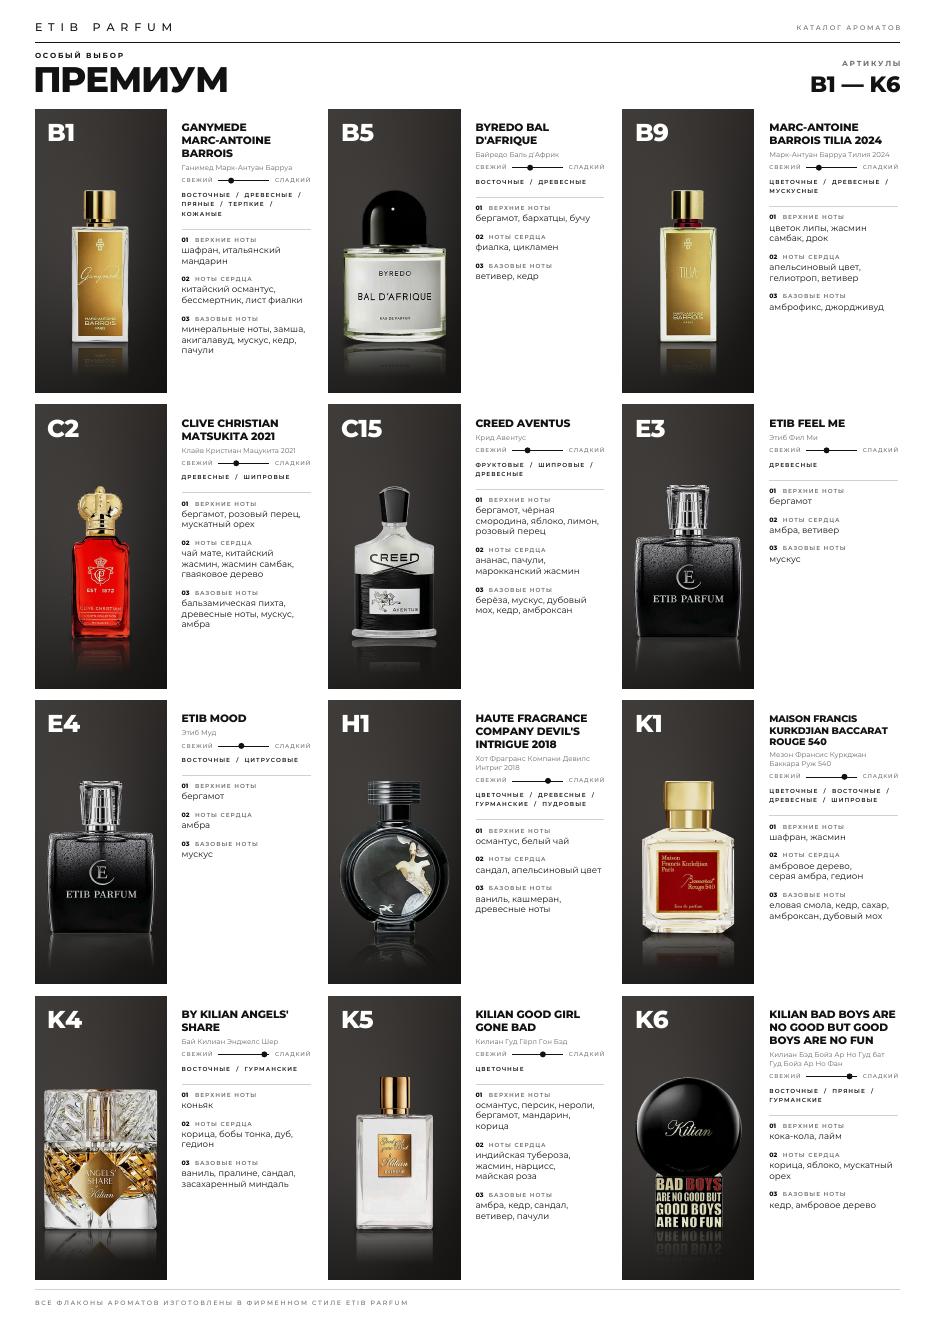 ETIB PARFUM
КАТАЛОГ АРОМАТОВ
ОСОБЫЙ ВЫБОР
ПРЕМИУМ
АРТИКУЛЫ
B1 — K6
B1
GANYMEDE
MARC-ANTOINE
BARROIS
Ганимед Марк-Антуан Барруа
СВЕЖИЙ СЛАДКИЙ
ВОСТОЧНЫЕ / ДРЕВЕСНЫЕ /
ПРЯНЫЕ / ТЕРПКИЕ /
КОЖАНЫЕ
01 ВЕРХНИЕ НОТЫ
шафран, итальянский
мандарин
02 НОТЫ СЕРДЦА
китайский османтус,
бессмертник, лист фиалки
03 БАЗОВЫЕ НОТЫ
минеральные ноты, замша,
акигалавуд, мускус, кедр,
пачули
Ganymede
MARC-ANTOINE
BARROIS
PARIS
B5
BYREDO BAL
D'AFRIQUE
Байредо Баль д'Африк
СВЕЖИЙ СЛАДКИЙ
ВОСТОЧНЫЕ / ДРЕВЕСНЫЕ
01 ВЕРХНИЕ НОТЫ
бергамот, бархатцы, бучу
02 НОТЫ СЕРДЦА
фиалка, цикламен
03 БАЗОВЫЕ НОТЫ
ветивер, кедр
BYREDO
BAL D'AFRIQUE
EAU DE PARFUM
B9
MARC-ANTOINE
BARROIS TILIA 2024
Марк-Антуан Барруа Тилия 2024
СВЕЖИЙ СЛАДКИЙ
ЦВЕТОЧНЫЕ / ДРЕВЕСНЫЕ /
МУСКУСНЫЕ
01 ВЕРХНИЕ НОТЫ
цветок липы, жасмин
самбак, дрок
02 НОТЫ СЕРДЦА
апельсиновый цвет,
гелиотроп, ветивер
03 БАЗОВЫЕ НОТЫ
амброфикс, джордживуд
TILIA
MARC-ANTOINE
BARROIS
PARIS
C2
CLIVE CHRISTIAN
MATSUKITA 2021
Клайв Кристиан Мацукита 2021
СВЕЖИЙ СЛАДКИЙ
ДРЕВЕСНЫЕ / ШИПРОВЫЕ
01 ВЕРХНИЕ НОТЫ
бергамот, розовый перец,
мускатный орех
02 НОТЫ СЕРДЦА
чай мате, китайский
жасмин, жасмин самбак,
гваяковое дерево
03 БАЗОВЫЕ НОТЫ
бальзамическая пихта,
древесные ноты, мускус,
амбра
EST 1872
CLIVE CHRISTIAN
C15
CREED AVENTUS
Крид Авентус
СВЕЖИЙ СЛАДКИЙ
ФРУКТОВЫЕ / ШИПРОВЫЕ /
ДРЕВЕСНЫЕ
01 ВЕРХНИЕ НОТЫ
бергамот, чёрная
смородина, яблоко, лимон,
розовый перец
02 НОТЫ СЕРДЦА
ананас, пачули,
марокканский жасмин
03 БАЗОВЫЕ НОТЫ
берёза, мускус, дубовый
мох, кедр, амброксан
CREED
AVENTUS
E3
ETIB FEEL ME
Этиб Фил Ми
СВЕЖИЙ СЛАДКИЙ
ДРЕВЕСНЫЕ
01 ВЕРХНИЕ НОТЫ
бергамот
02 НОТЫ СЕРДЦА
амбра, ветивер
03 БАЗОВЫЕ НОТЫ
мускус
E
ETIB PARFUM
E4
ETIB MOOD
Этиб Муд
СВЕЖИЙ СЛАДКИЙ
ВОСТОЧНЫЕ / ЦИТРУСОВЫЕ
01 ВЕРХНИЕ НОТЫ
бергамот
02 НОТЫ СЕРДЦА
амбра
03 БАЗОВЫЕ НОТЫ
мускус
E
ETIB PARFUM
H1
HAUTE FRAGRANCE
COMPANY DEVIL'S
INTRIGUE 2018
Хот Фрагранс Компани Девилс
Интриг 2018
СВЕЖИЙ СЛАДКИЙ
ЦВЕТОЧНЫЕ / ДРЕВЕСНЫЕ /
ГУРМАНСКИЕ / ПУДРОВЫЕ
01 ВЕРХНИЕ НОТЫ
османтус, белый чай
02 НОТЫ СЕРДЦА
сандал, апельсиновый цвет
03 БАЗОВЫЕ НОТЫ
ваниль, кашмеран,
древесные ноты
K1
MAISON FRANCIS
KURKDJIAN BACCARAT
ROUGE 540
Мезон Франсис Куркджан
Баккара Руж 540
СВЕЖИЙ СЛАДКИЙ
ЦВЕТОЧНЫЕ / ВОСТОЧНЫЕ /
ДРЕВЕСНЫЕ / ШИПРОВЫЕ
01 ВЕРХНИЕ НОТЫ
шафран, жасмин
02 НОТЫ СЕРДЦА
амбровое дерево,
серая амбра, гедион
03 БАЗОВЫЕ НОТЫ
еловая смола, кедр, сахар,
амброксан, дубовый мох
Maison
Francis Kurkdjian
Paris
Baccarat
Rouge 540
Eau de parfum
K4
BY KILIAN ANGELS'
SHARE
Бай Килиан Энджелс Шер
СВЕЖИЙ СЛАДКИЙ
ВОСТОЧНЫЕ / ГУРМАНСКИЕ
01 ВЕРХНИЕ НОТЫ
коньяк
02 НОТЫ СЕРДЦА
корица, бобы тонка, дуб,
гедион
03 БАЗОВЫЕ НОТЫ
ваниль, пралине, сандал,
засахаренный миндаль
ANGELS'
SHARE
Kilian
K5
KILIAN GOOD GIRL
GONE BAD
Килиан Гуд Гёрл Гон Бэд
СВЕЖИЙ СЛАДКИЙ
ЦВЕТОЧНЫЕ
01 ВЕРХНИЕ НОТЫ
османтус, персик, нероли,
бергамот, мандарин,
корица
02 НОТЫ СЕРДЦА
индийская тубероза,
жасмин, нарцисс,
майская роза
03 БАЗОВЫЕ НОТЫ
амбра, кедр, сандал,
ветивер, пачули
Good girl
gone Bad
Kilian
K6
KILIAN BAD BOYS ARE
NO GOOD BUT GOOD
BOYS ARE NO FUN
Килиан Бэд Бойз Ар Но Гуд бат
Гуд Бойз Ар Но Фан
СВЕЖИЙ СЛАДКИЙ
ВОСТОЧНЫЕ / ПРЯНЫЕ /
ГУРМАНСКИЕ
01 ВЕРХНИЕ НОТЫ
кока-кола, лайм
02 НОТЫ СЕРДЦА
корица, яблоко, мускатный
орех
03 БАЗОВЫЕ НОТЫ
кедр, амбровое дерево
Kilian
BAD BOYS
ARE NO GOOD BUT
GOOD BOYS
ARE NO FUN
ВСЕ ФЛАКОНЫ АРОМАТОВ ИЗГОТОВЛЕНЫ В ФИРМЕННОМ СТИЛЕ ETIB PARFUM